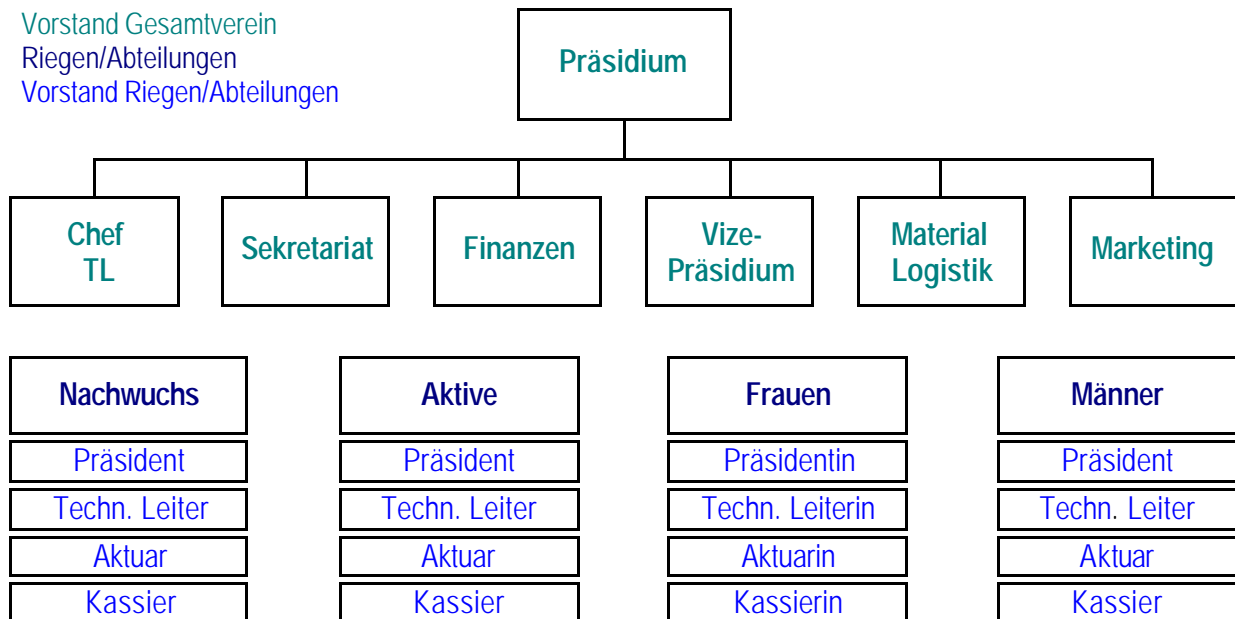 Vorstand Gesamtverein
Riegen/Abteilungen
Vorstand Riegen/Abteilungen
Präsidium
Chef
TL
Sekretariat
Finanzen
Vize-
Präsidium
Material
Logistik
Marketing
Nachwuchs
Präsident
Techn. Leiter
Aktuar
Kassier
Aktive
Präsident
Techn. Leiter
Aktuar
Kassier
Frauen
Präsidentin
Techn. Leiterin
Aktuarin
Kassierin
Männer
Präsident
Techn. Leiter
Aktuar
Kassier